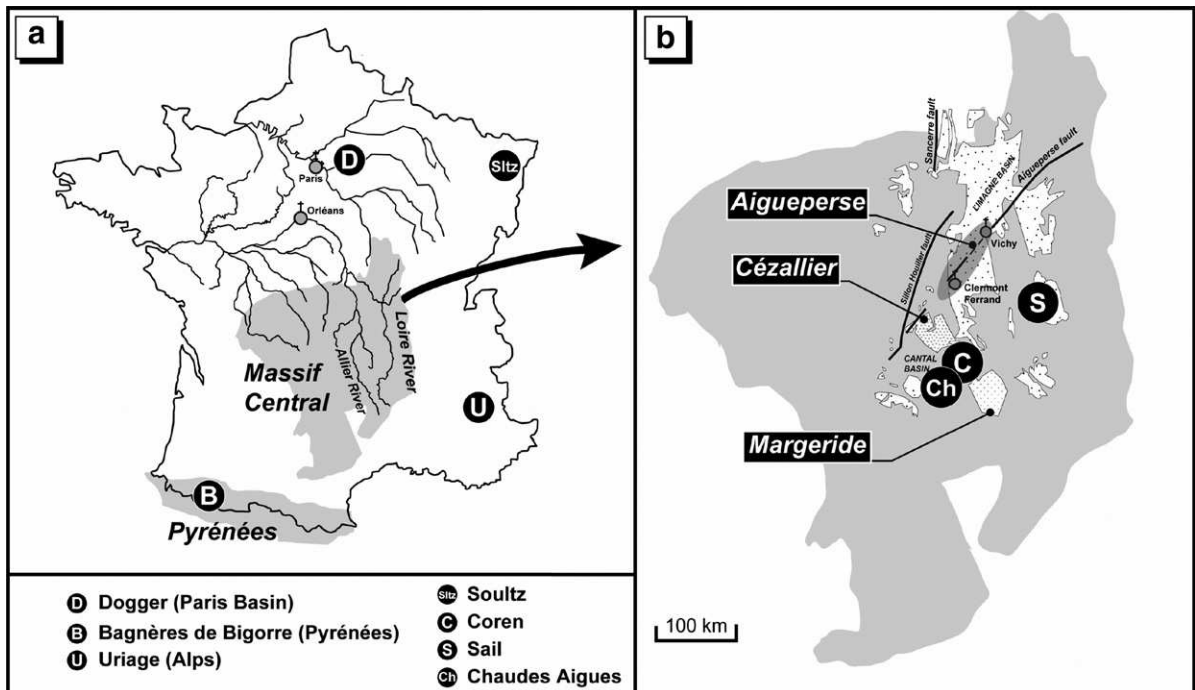 a
D
Sltz
Paris
Orléans
Massif
Central
Allier River
Loire River
U
B
Pyrénées
D Dogger (Paris Basin)
B Bagnères de Bigorre (Pyrénées)
U Uriage (Alps)
Sltz Soultz
C Coren
S Sail
Ch Chaudes Aigues
b
Sancerre fault
L'IMAGNE BASIN
Aigueperse fault
Aigueperse
Sillon Houiller fault
Vichy
Cézallier
Clermont
Ferrand
S
CANTAL
BASIN
C
Ch
Margeride
100 km